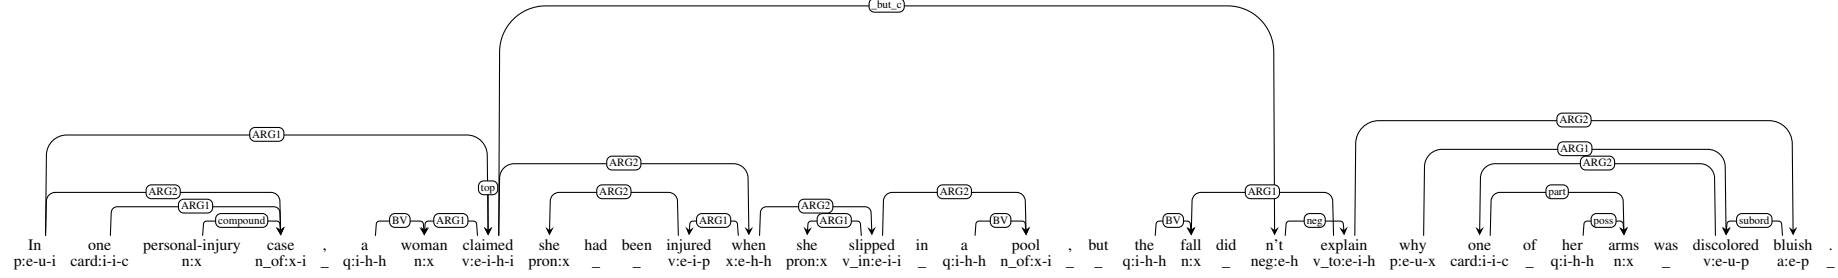 _but_c
ARG2
ARG1 ARG1
ARG2 ARG2
top
ARG2 ARG2 ARG2 ARG1 part
ARG1 ARG2
compound BV ARG1 ARG1 ARG1 BV BV neg poss subord
In one personal-injury case , a woman claimed she had been injured when she slipped in a pool , but the fall did n't explain why one of her arms was discolored bluish .
p:e-u-i card:i-i-c n:x n_of:x-i _ q:i-h-h n:x v:e-i-h-i pron:x _ _ v:e-i-p x:e-h-h pron:x v_in:e-i-i _ q:i-h-h n_of:x-i _ _ q:i-h-h n:x _ neg:e-h v_to:e-i-h p:e-u-x card:i-i-c _ q:i-h-h n:x _ v:e-u-p a:e-p _